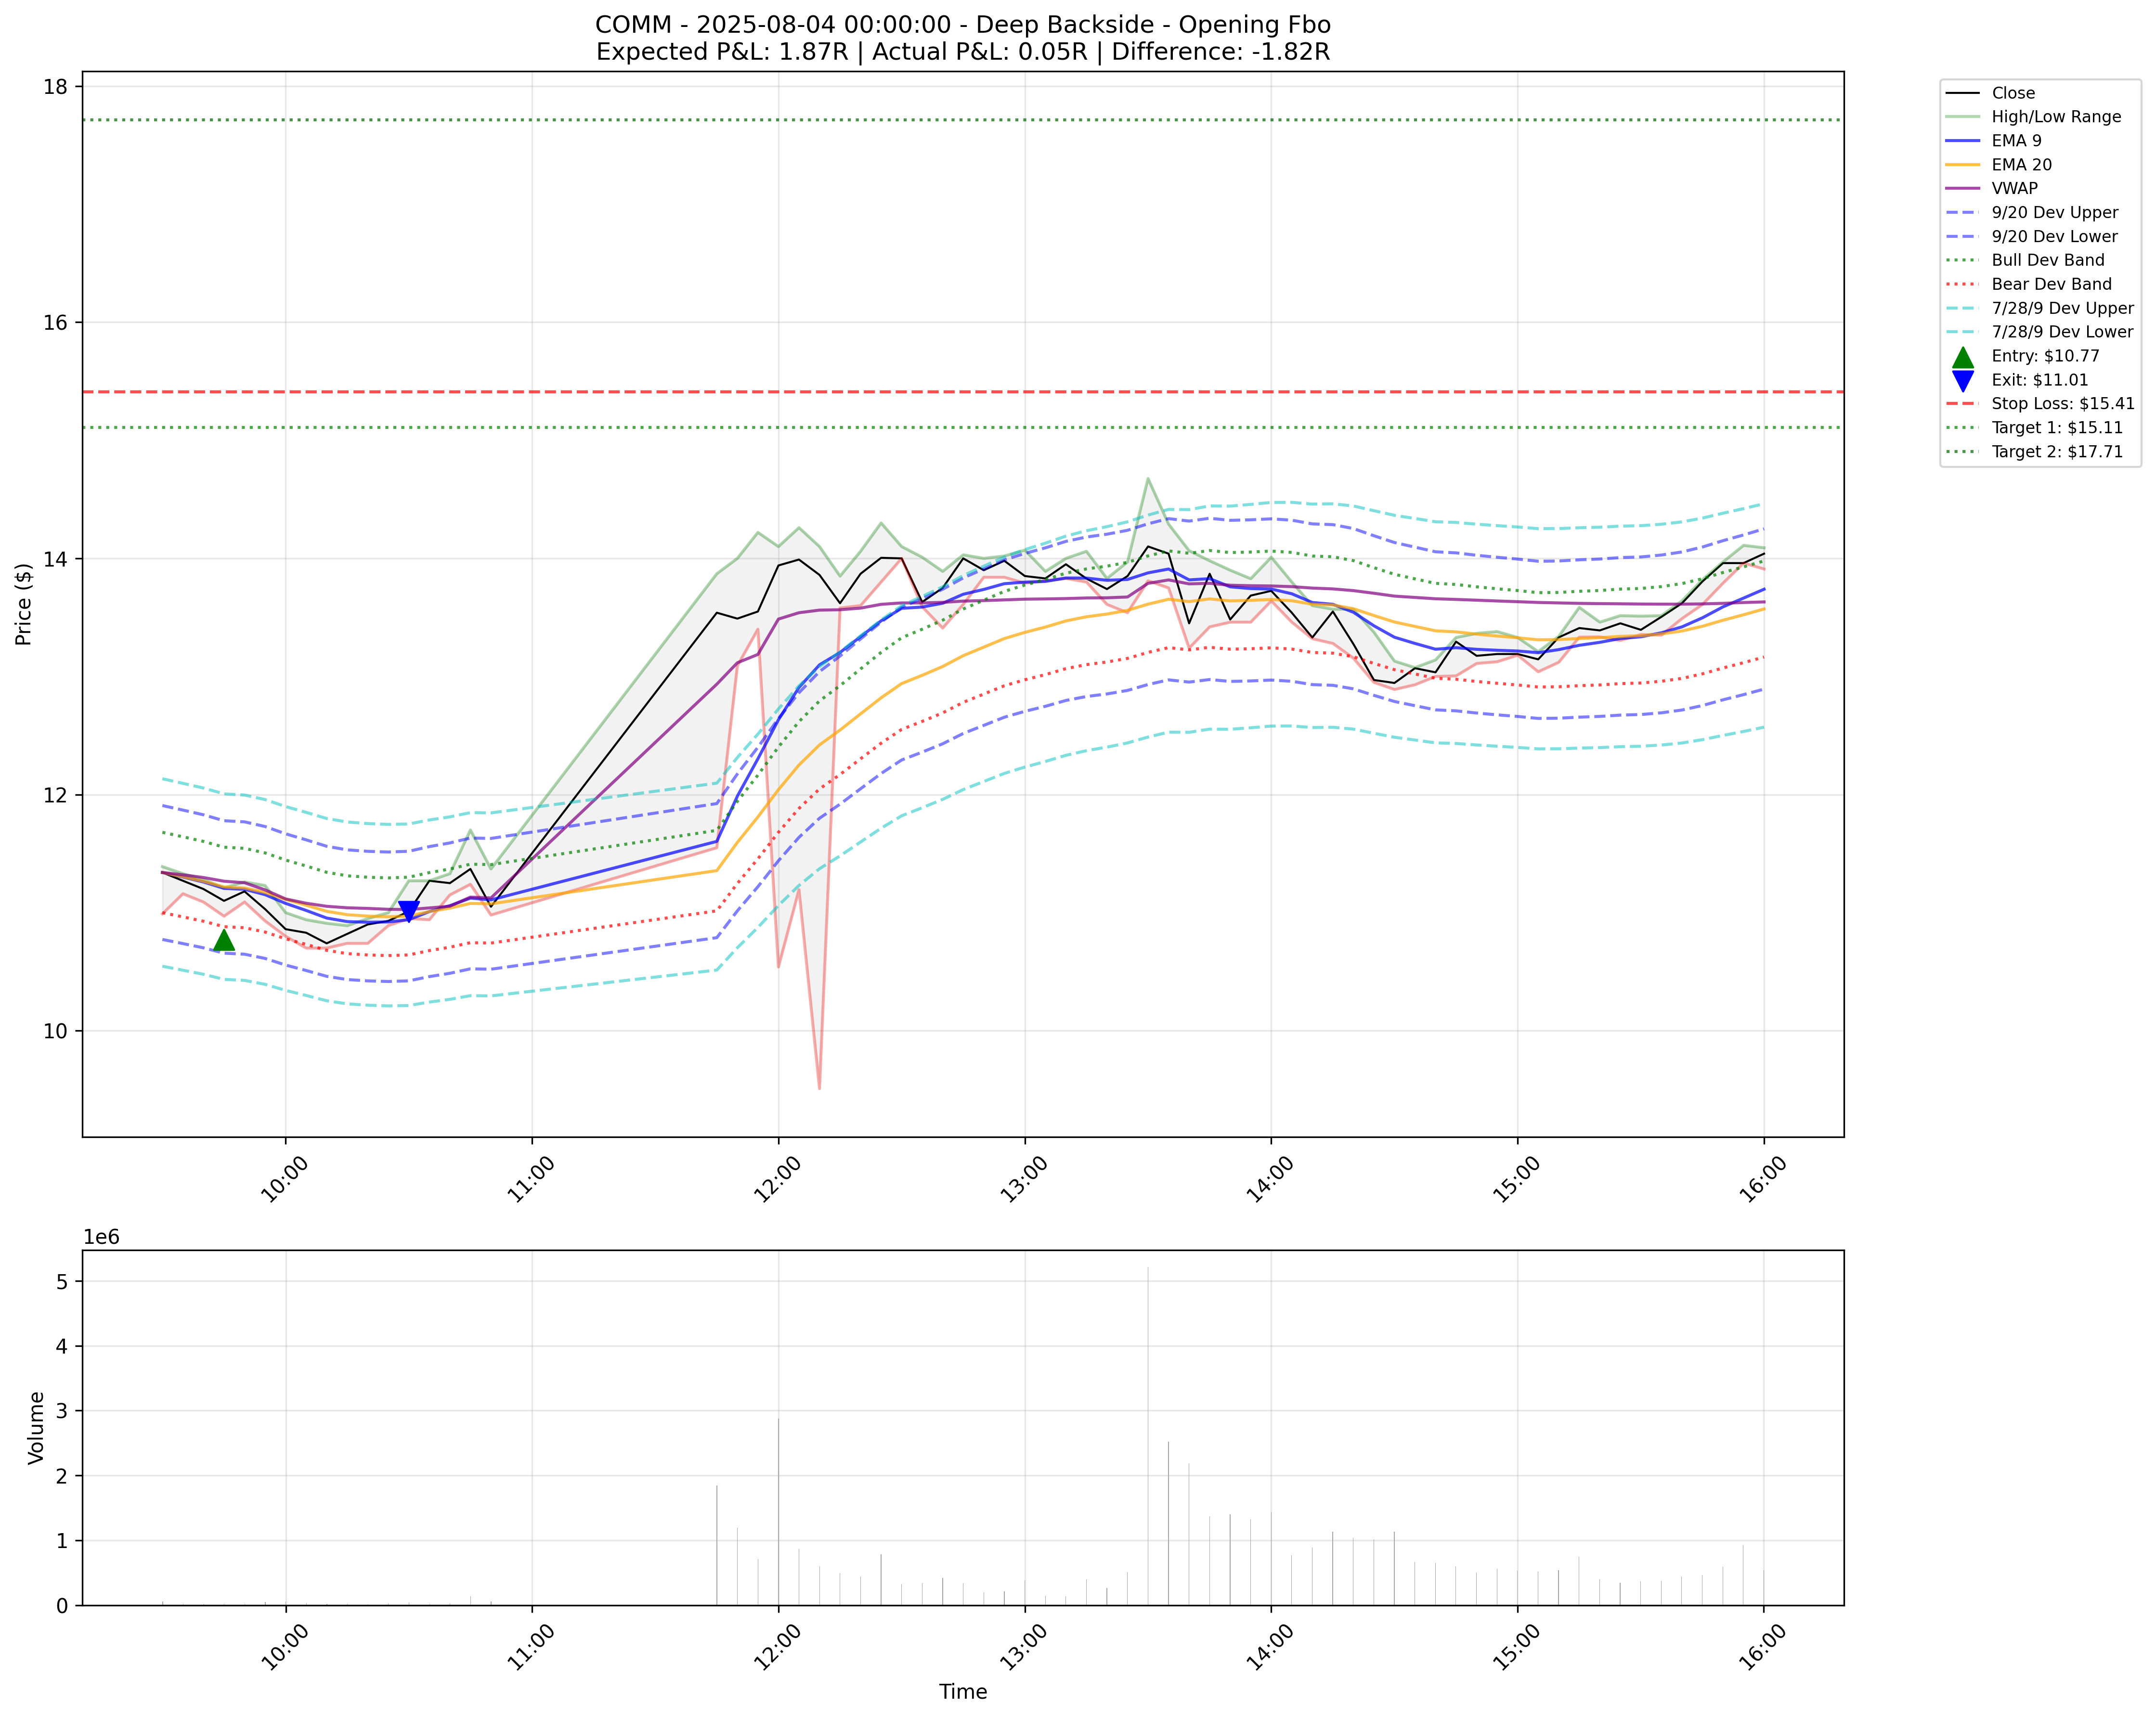 COMM - 2025-08-04 00:00:00 - Deep Backside - Opening Fbo
Expected P&L: 1.87R | Actual P&L: 0.05R | Difference: -1.82R
Price ($)
18
16
14
12
10
10:00
11:00
12:00
13:00
14:00
15:00
16:00
Close
High/Low Range
EMA 9
EMA 20
VWAP
9/20 Dev Upper
9/20 Dev Lower
Bull Dev Band
Bear Dev Band
7/28/9 Dev Upper
7/28/9 Dev Lower
Entry: $10.77
Exit: $11.01
Stop Loss: $15.41
Target 1: $15.11
Target 2: $17.71
1e6
Volume
5
4
3
2
1
0
10:00
11:00
12:00
13:00
14:00
15:00
16:00
Time